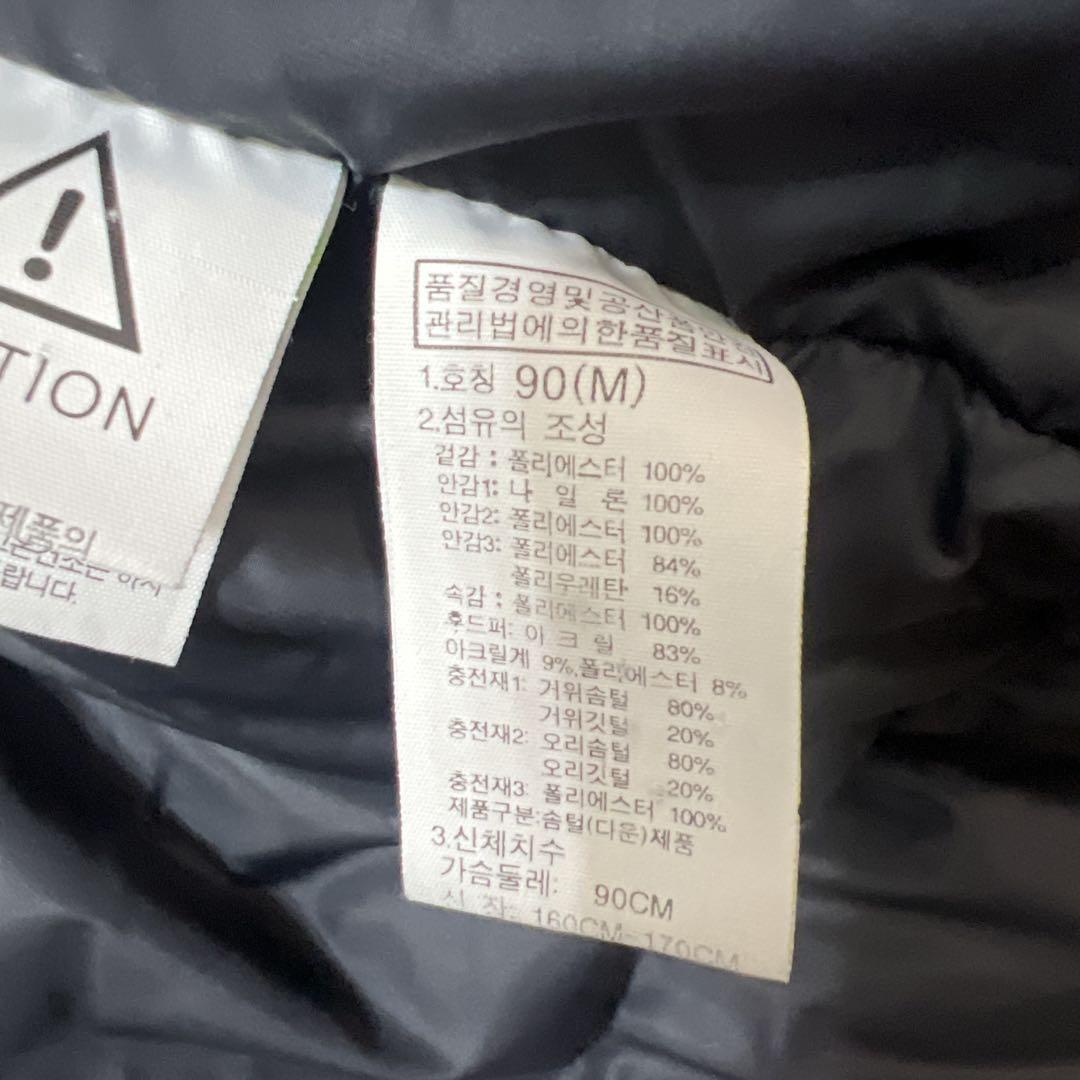 TION
제품의
랍니다.
품질경영및공산품안전
관리법에의한품질표시
1.호칭 90(M)
2.섬유의 조성
겉감 : 폴리에스터 100%
안감1: 나 일 론 100%
안감2: 폴리에스터 100%
안감3: 폴리에스터 84%
폴리우레탄 16%
속감 : 폴리에스터 100%
후드퍼: 아 크 릴 83%
아크릴계 9%,폴리에스터 8%
충전재1: 거위솜털 80%
거위깃털 20%
충전재2: 오리솜털 80%
오리깃털 20%
충전재3: 폴리에스터 100%
제품구분:솜털(다운)제품
3.신체치수
가슴둘레: 90CM
신 장: 160CM-170CM